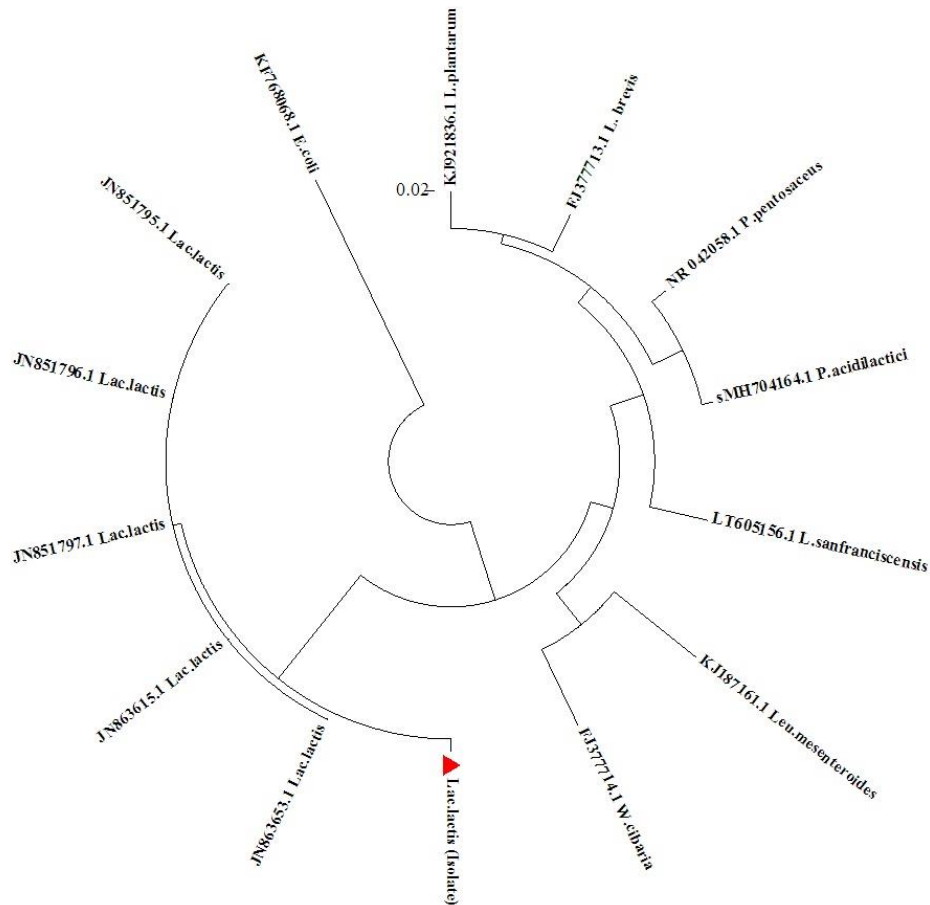 KJ921836.1 L.plantarum
FJ377713.1 L. brevis
NR 042058.1 P.pentosaceus
sMH704164.1 P.acidilactici
LT605156.1 L.sanfranciscensis
KJ187161.1 Leu.mesenteroides
FJ377714.1 W.cibaria
Lac.lactis (Isolate)
JN863653.1 Lac.lactis
JN863615.1 Lac.lactis
JN851797.1 Lac.lactis
JN851796.1 Lac.lactis
JN851795.1 Lac.lactis
KF768068.1 E.coli
0.02